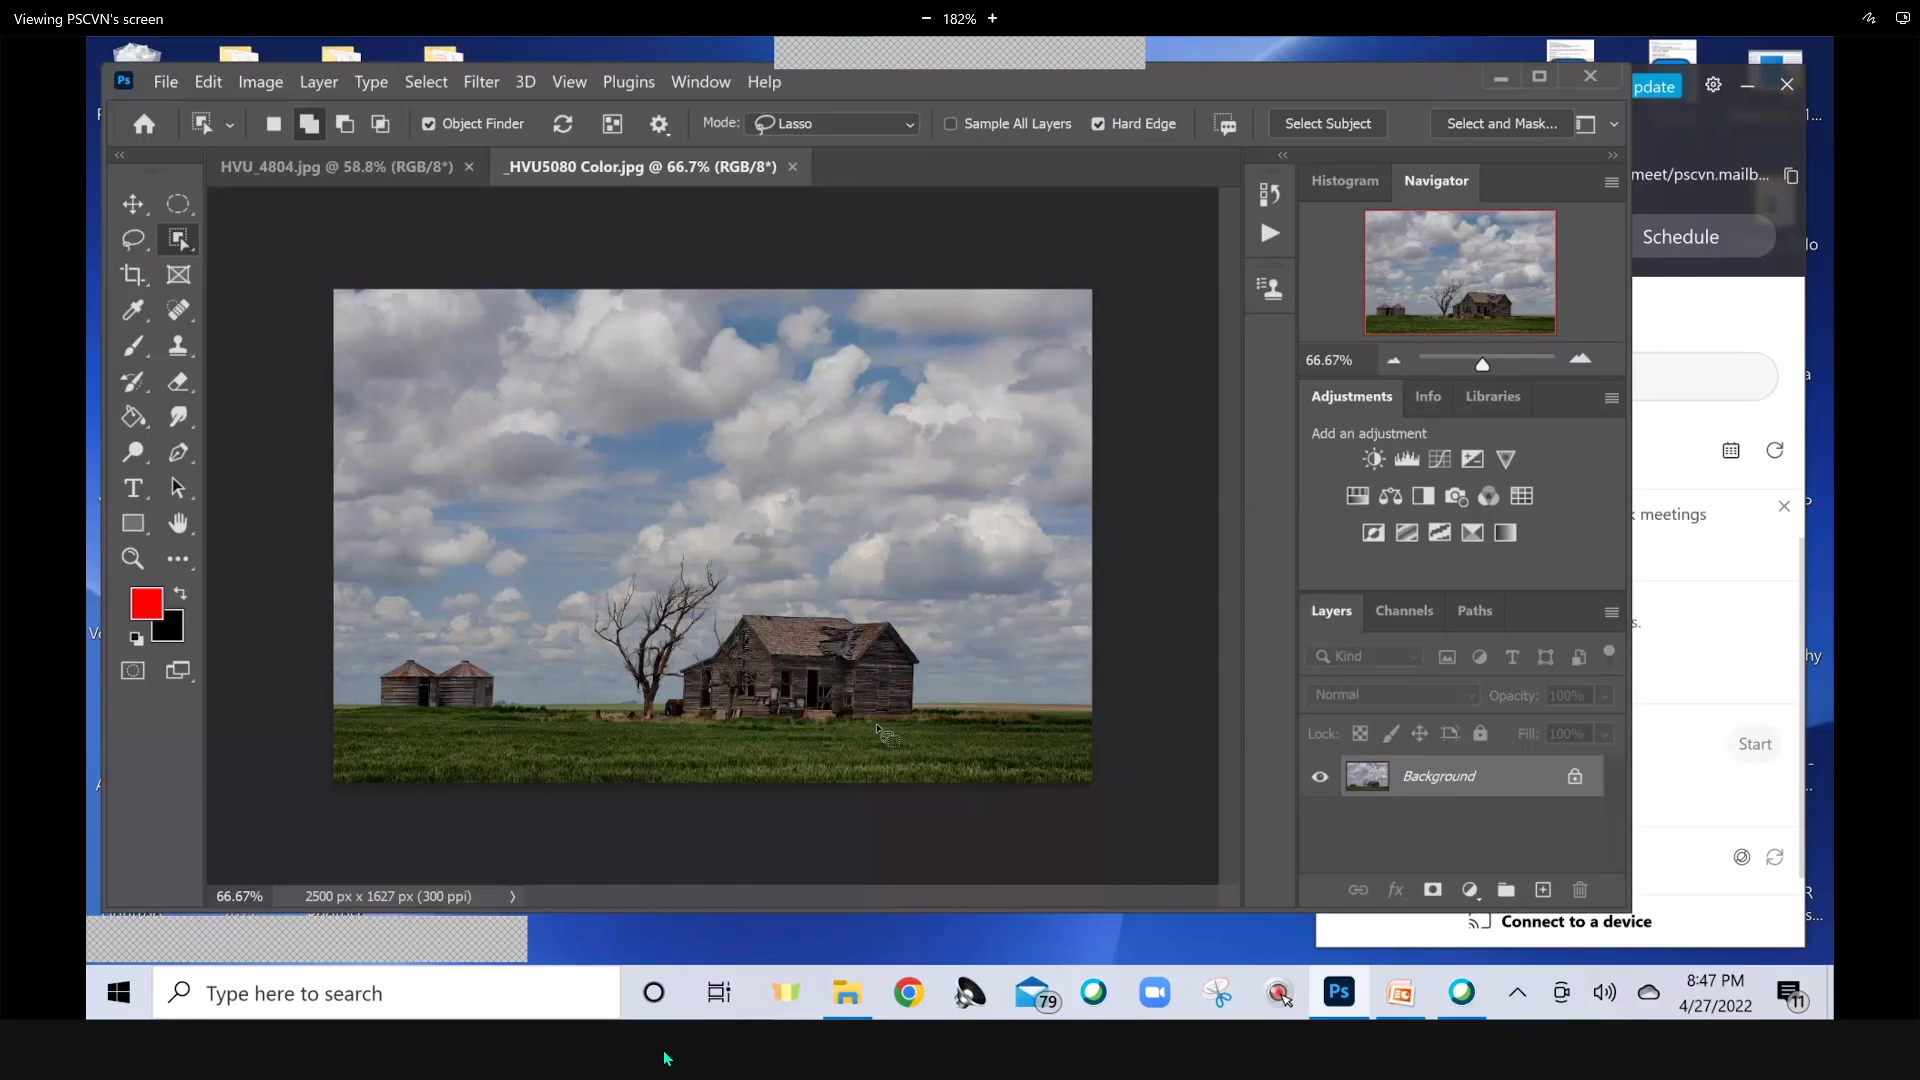 Viewing PSCVN's screen
182%
Ps
File Edit Image Layer Type Select Filter 3D View Plugins Window Help
pdate
Object Finder
Mode: Lasso
Sample All Layers
Hard Edge
Select Subject
Select and Mask...
HVU_4804.jpg @ 58.8% (RGB/8*)
_HVU5080 Color.jpg @ 66.7% (RGB/8*)
Histogram Navigator
meet/pscvn.mailb...
Schedule
66.67%
Adjustments Info Libraries
Add an adjustment
meetings
Layers Channels Paths
Kind
Normal
Opacity: 100%
Lock:
Fill: 100%
Start
Background
66.67%
2500 px x 1627 px (300 ppi)
Connect to a device
Type here to search
79
Ps
8:47 PM
4/27/2022
11